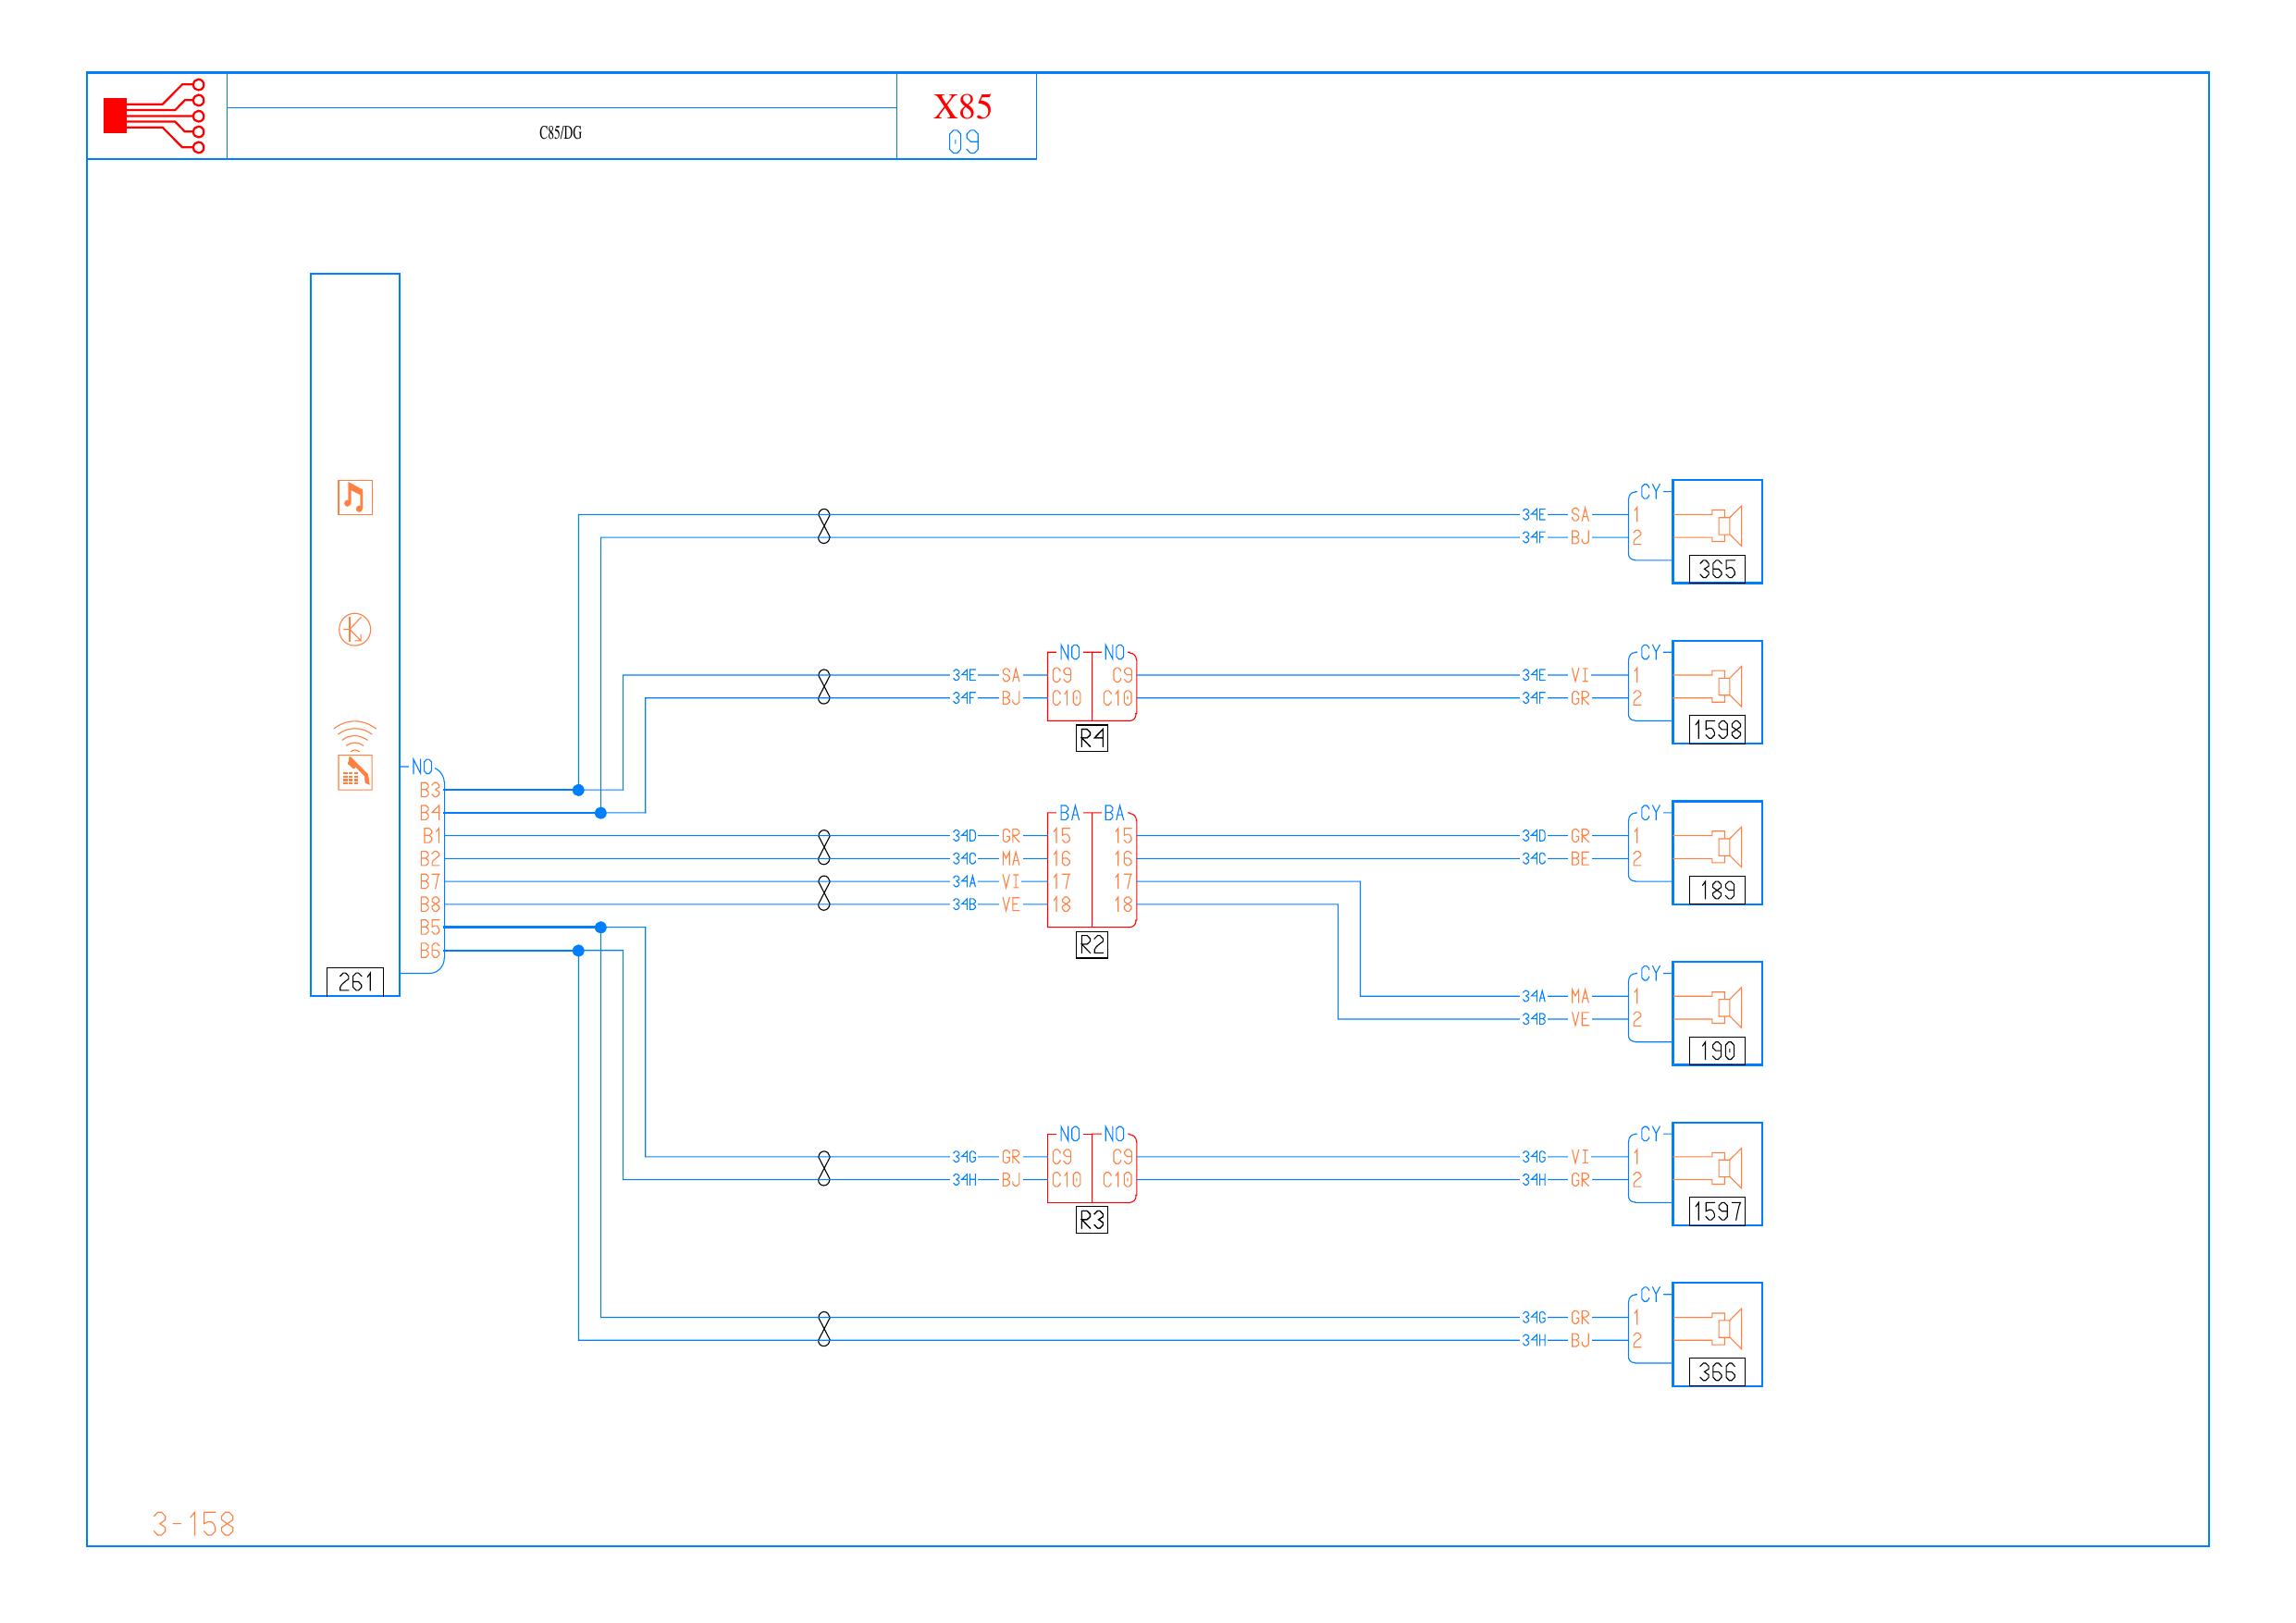 X85
C85/DG
09
CY
34E SA 1
34F BJ 2
365
NO NO CY
34E SA C9 C9 34E VI 1
34F BJ C10 C10 34F GR 2
R4 1598
NO
B3
B4 BA BA CY
B1 34D GR 15 15 34D GR 1
B2 34C MA 16 16 34C BE 2
B7 34A VI 17 17
B8 34B VE 18 18 189
B5
B6 R2
261 CY
34A MA 1
34B VE 2
190
NO NO CY
34G GR C9 C9 34G VI 1
34H BJ C10 C10 34H GR 2
R3 1597
CY
34G GR 1
34H BJ 2
366
3-158